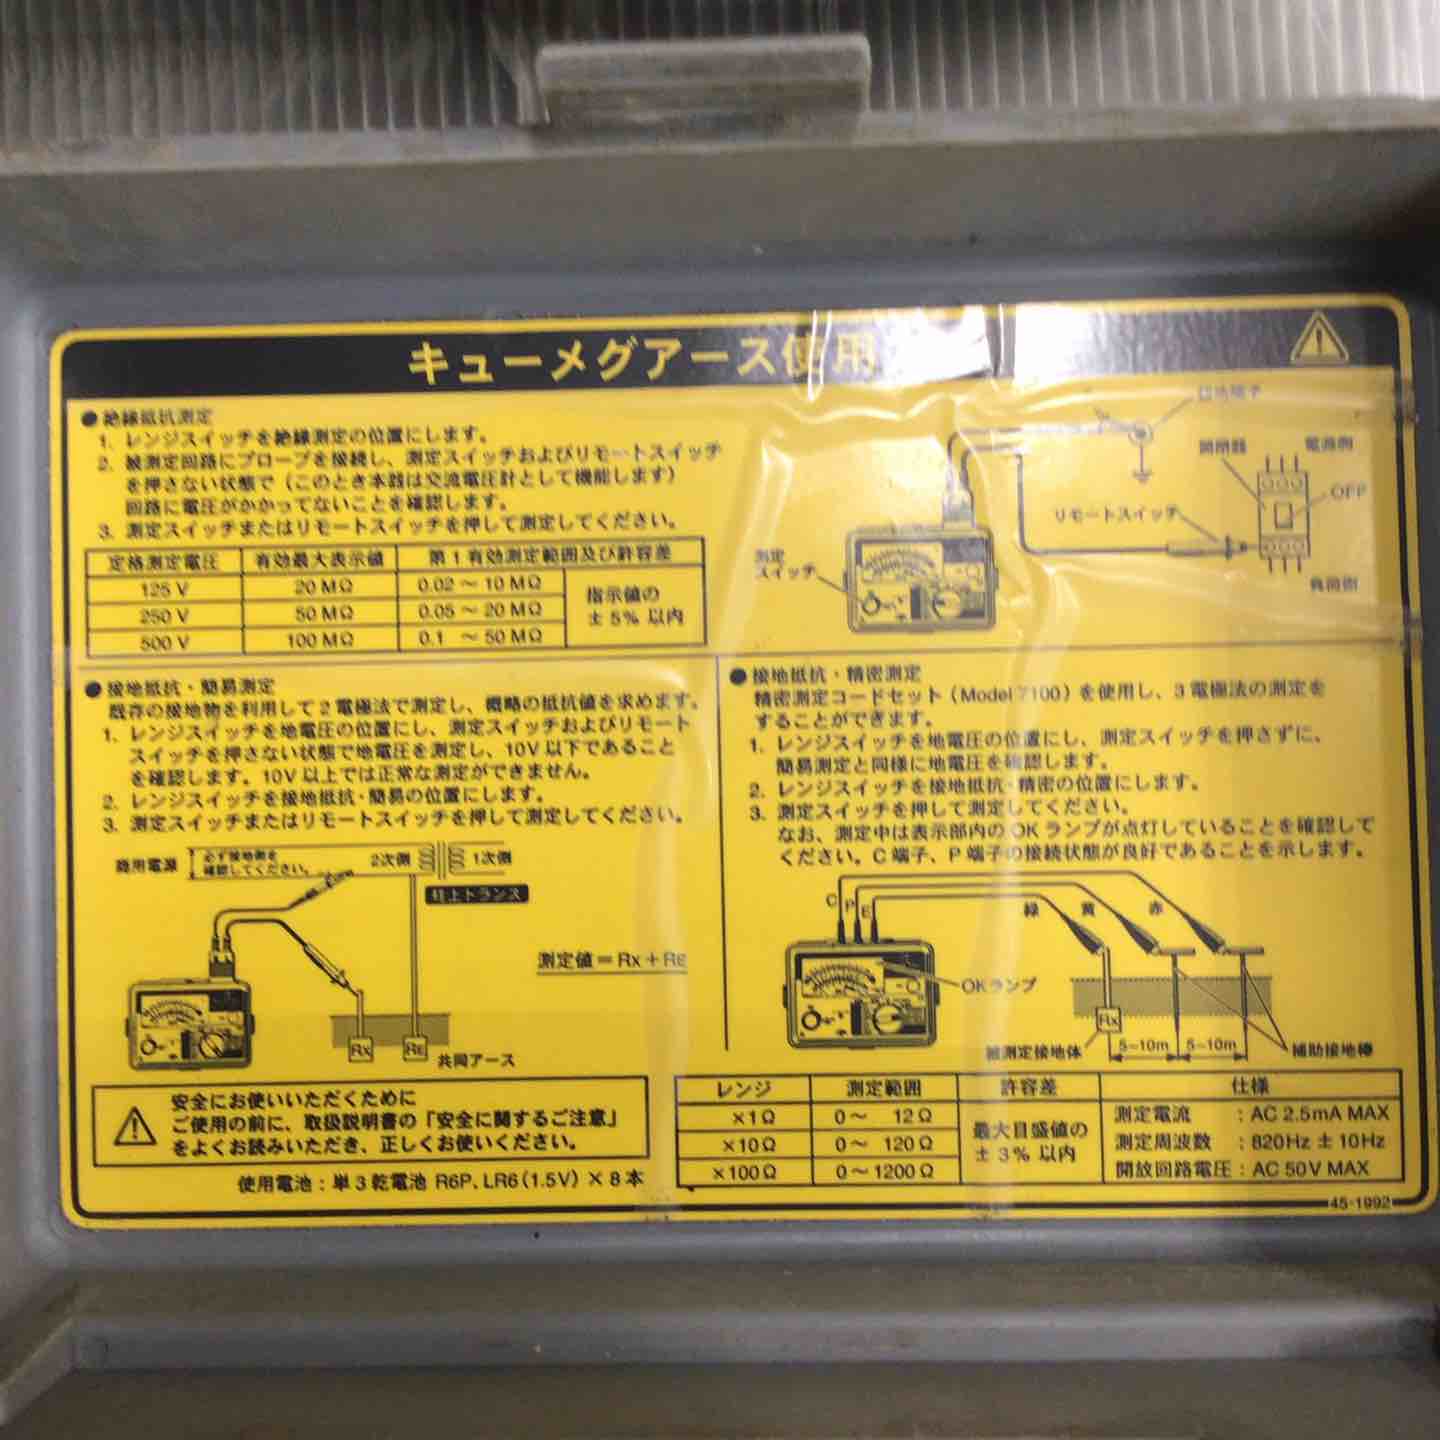 キューメグアース使用
●絶縁抵抗測定
1. レンジスイッチを絶縁測定の位置にします。
2. 被測定回路にプローブを接続し、測定スイッチおよびリモートスイッチ
を押さない状態で（このとき本器は交流電圧計として機能します）
回路に電圧がかかってないことを確認します。
3. 測定スイッチまたはリモートスイッチを押して測定してください。
定格測定電圧 有効最大表示値 第1有効測定範囲及び許容差
125 V 20 MΩ 0.02 ～ 10 MΩ
250 V 50 MΩ 0.05 ～ 20 MΩ
500 V 100 MΩ 0.1 ～ 50 MΩ
指示値の
± 5% 以内
接地端子
開閉器
電源側
OFF
リモートスイッチ
測定
スイッチ
負荷側
●接地抵抗・簡易測定
既存の接地物を利用して2電極法で測定し、概略の抵抗値を求めます。
1. レンジスイッチを地電圧の位置にし、測定スイッチおよびリモート
スイッチを押さない状態で地電圧を測定し、10V以下であること
を確認します。10V以上では正常な測定ができません。
2. レンジスイッチを接地抵抗・簡易の位置にします。
3. 測定スイッチまたはリモートスイッチを押して測定してください。
商用電源
必ず接地側を
確認してください。
2次側
1次側
柱上トランス
測定値＝Rx＋RE
Rx
RE
共同アース
●接地抵抗・精密測定
精密測定コードセット（Model 7100）を使用し、3電極法の測定を
することができます。
1. レンジスイッチを地電圧の位置にし、測定スイッチを押さずに、
簡易測定と同様に地電圧を確認します。
2. レンジスイッチを接地抵抗・精密の位置にします。
3. 測定スイッチを押して測定してください。
なお、測定中は表示部内のOKランプが点灯していることを確認して
ください。C端子、P端子の接続状態が良好であることを示します。
C
P
E
緑
黄
赤
OKランプ
Rx
被測定接地体
5～10m
5～10m
補助接地棒
安全にお使いいただくために
ご使用の前に、取扱説明書の「安全に関するご注意」
をよくお読みいただき、正しくお使いください。
使用電池：単3乾電池 R6P、LR6（1.5V）×8本
レンジ 測定範囲 許容差 仕様
×1Ω 0～ 12Ω
×10Ω 0～ 120Ω
×100Ω 0～1200Ω
最大目盛値の
± 3% 以内
測定電流 ：AC 2.5mA MAX
測定周波数 ：820Hz ± 10Hz
開放回路電圧：AC 50V MAX
45-1992